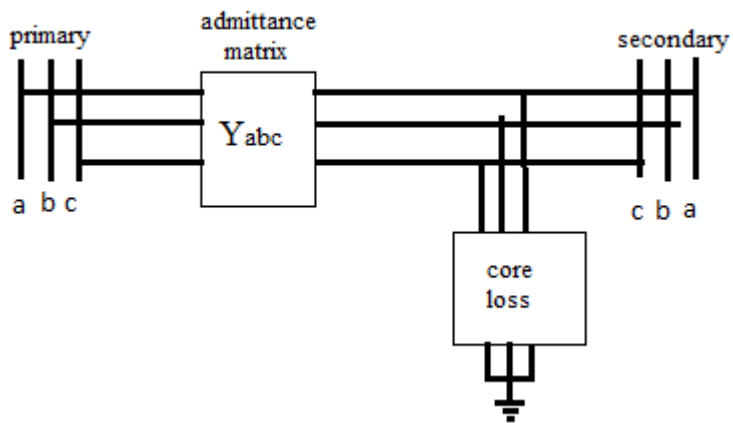 primary
admittance
matrix
secondary
Yabc
a b c
c b a
core
loss